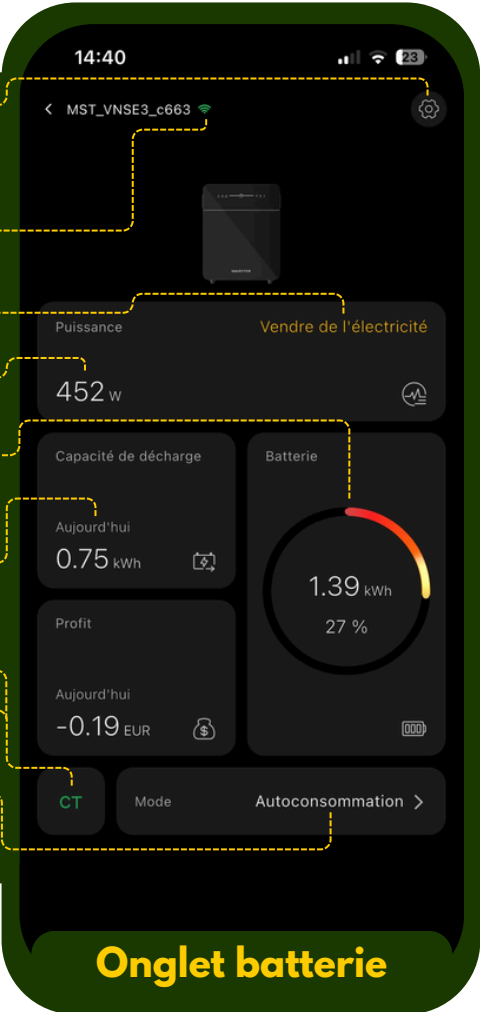 14:40
23
MST_VNSE3_c663
Puissance
Vendre de l'électricité
452 W
Capacité de décharge
Batterie
Aujourd'hui
0.75 kWh
1.39 kWh
27 %
Profit
Aujourd'hui
-0.19 EUR
CT
Mode
Autoconsommation
Onglet batterie